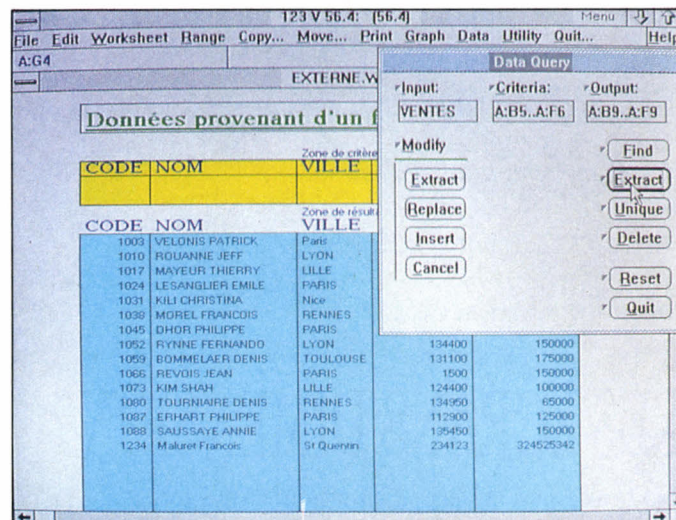 123 V 56.4: (56.4) Menu
File Edit Worksheet Range Copy... Move... Print Graph Data Utility Quit... Help
A:G4
EXTERNE.W
Données provenant d'un f
Zone de critère
CODE NOM VILLE
Zone de résult
CODE NOM VILLE
1003 VELONIS PATRICK Paris
1010 ROUANNE JEFF LYON
1017 MAYEUR THIERRY LILLE
1024 LESANGLIER EMILE PARIS
1031 KILI CHRISTINA Nice
1038 MOREL FRANCOIS RENNES
1045 DHOR PHILIPPE PARIS
1052 RYNNE FERNANDO LYON 134400 150000
1059 BOMMELAER DENIS TOULOUSE 131100 175000
1066 REVOIS JEAN PARIS 1500 150000
1073 KIM SHAH LILLE 124400 100000
1080 TOURNIAIRE DENIS RENNES 134950 65000
1087 ERHART PHILIPPE PARIS 112900 125000
1088 SAUSSAYE ANNIE LYON 135450 150000
1234 Maluret Francois St Quentin 234123 324525342
Data Query
Input: Criteria: Output:
VENTES A:B5..A:F6 A:B9..A:F9
Modify
Extract
Replace
Insert
Cancel
Find
Extract
Unique
Delete
Reset
Quit